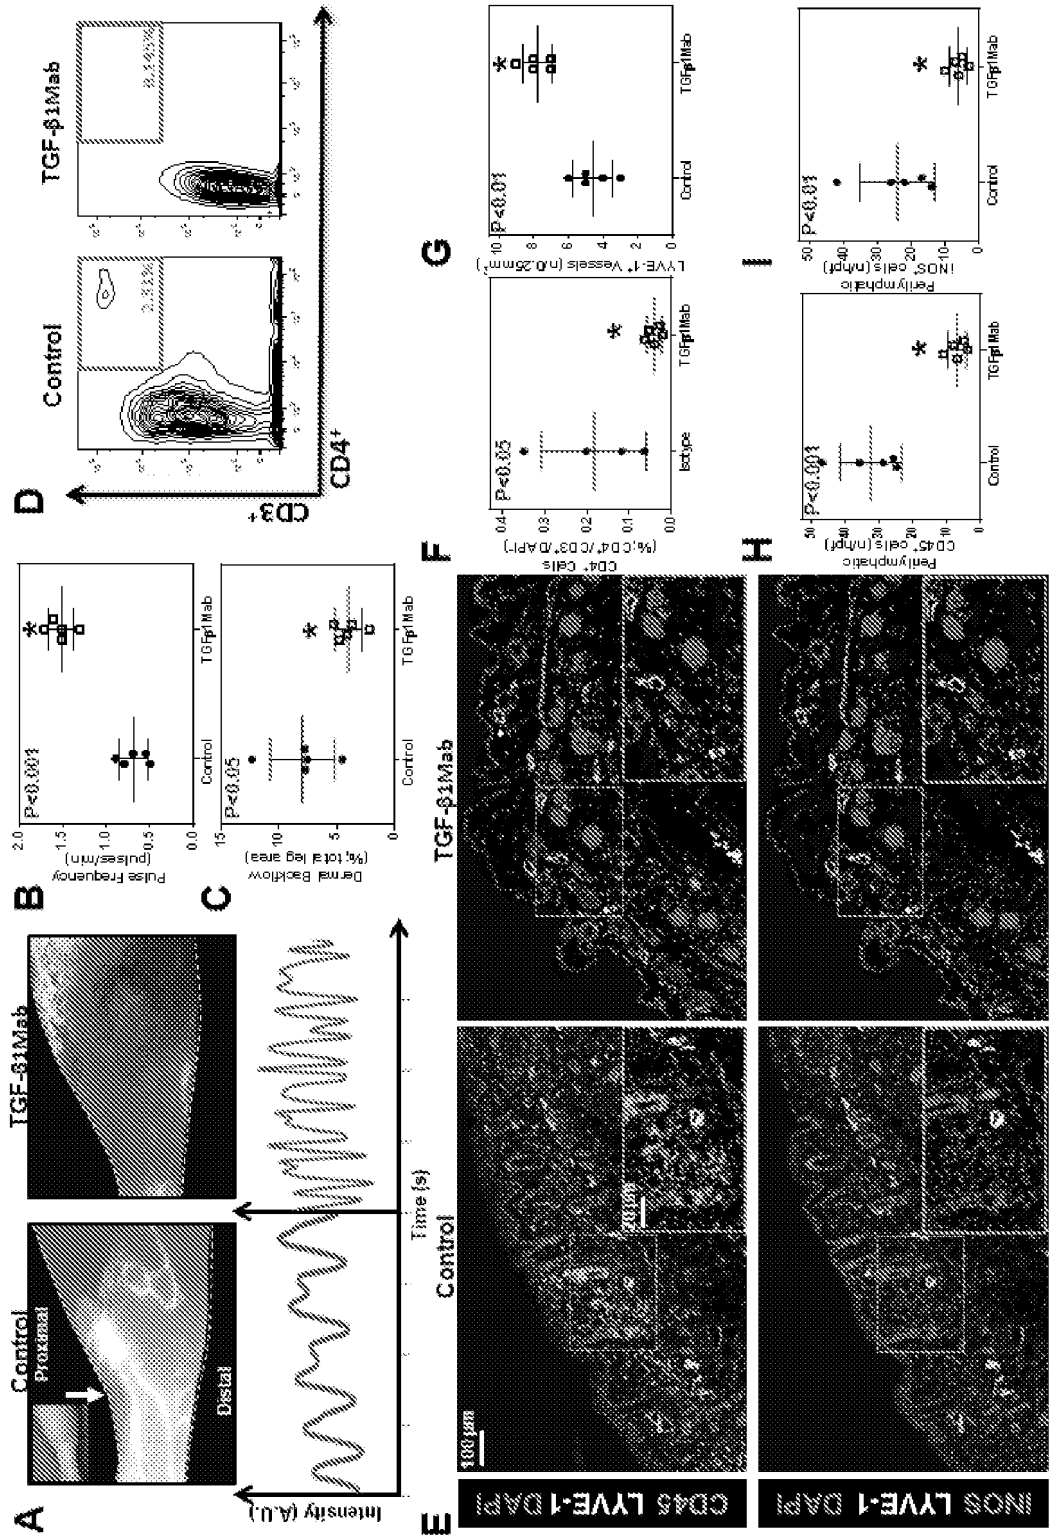 A
Control
TGF-β1Mab
Proximal
Distal
Intensity (A.U.)
Time (s)
B
P<0.001
*
Pulse Frequency
(pulses/min)
2.0
1.5
1.0
0.5
0.0
Control
TGFβ1Mab
C
P<0.05
*
Dermal Backflow
(%; total leg area)
15
10
5
0
Control
TGFβ1Mab
D
Control
TGF-β1Mab
CD3+
CD4+
E
Control
TGF-β1Mab
100µm
20µm
CD45 LYVE-1 DAPI
INOS LYVE-1 DAPI
F
P<0.05
*
CD4+ Cells
(%; CD4+/CD3+/DAPI)
0.4
0.3
0.2
0.1
0.0
Isotype
TGFβ1Mab
G
P<0.01
*
LYVE-1+ Vessels (n/0.25mm2)
10
8
6
4
2
0
Control
TGFβ1Mab
H
P<0.001
*
Perilymphatic
CD45+ cells (n/hpf)
50
40
30
20
10
0
Control
TGFβ1Mab
I
P<0.01
*
Perilymphatic
iNOS+ cells (n/hpf)
50
40
30
20
10
0
Control
TGFβ1Mab